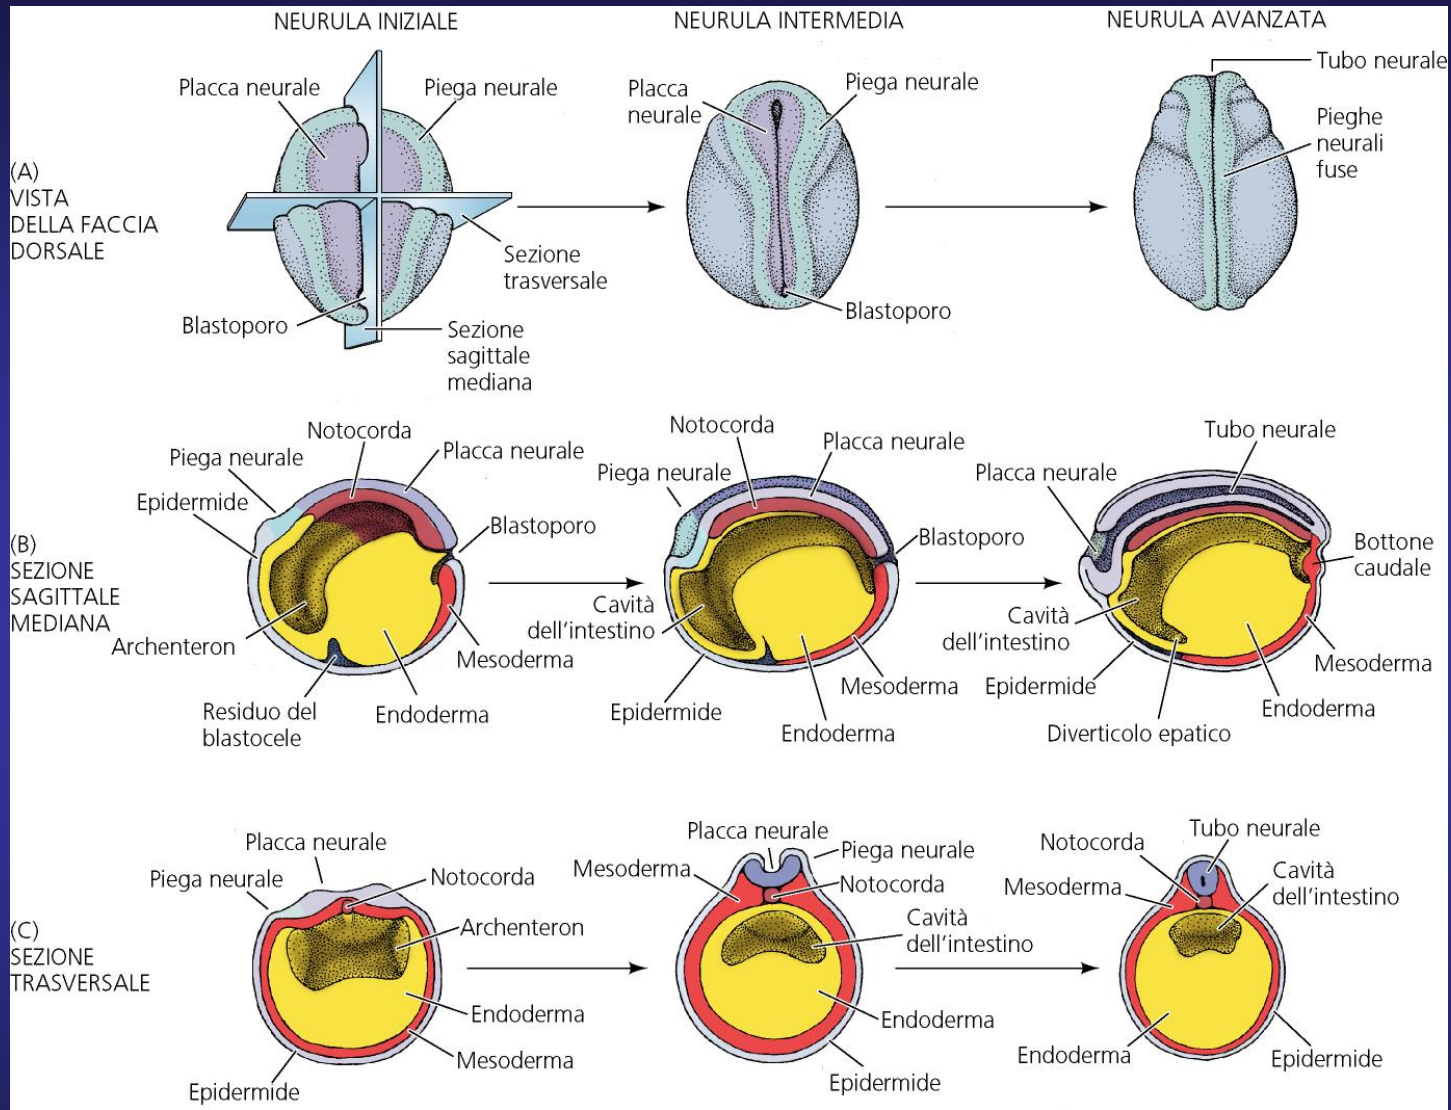 NEURULA INIZIALE
NEURULA INTERMEDIA
NEURULA AVANZATA
(A)
VISTA
DELLA FACCIA
DORSALE
Placca neurale
Piega neurale
Sezione
trasversale
Blastoporo
Sezione
sagittale
mediana
Placca
neurale
Piega neurale
Blastoporo
Tubo neurale
Pieghe
neurali
fuse
(B)
SEZIONE
SAGITTALE
MEDIANA
Notocorda
Piega neurale
Placca neurale
Epidermide
Blastoporo
Archenteron
Mesoderma
Residuo del
blastocele
Endoderma
Notocorda
Placca neurale
Piega neurale
Blastoporo
Cavità
dell'intestino
Mesoderma
Epidermide
Endoderma
Tubo neurale
Placca neurale
Bottone
caudale
Cavità
dell'intestino
Mesoderma
Epidermide
Endoderma
Diverticolo epatico
(C)
SEZIONE
TRASVERSALE
Placca neurale
Piega neurale
Notocorda
Archenteron
Endoderma
Mesoderma
Epidermide
Placca neurale
Piega neurale
Mesoderma
Notocorda
Cavità
dell'intestino
Endoderma
Epidermide
Tubo neurale
Notocorda
Mesoderma
Cavità
dell'intestino
Endoderma
Epidermide